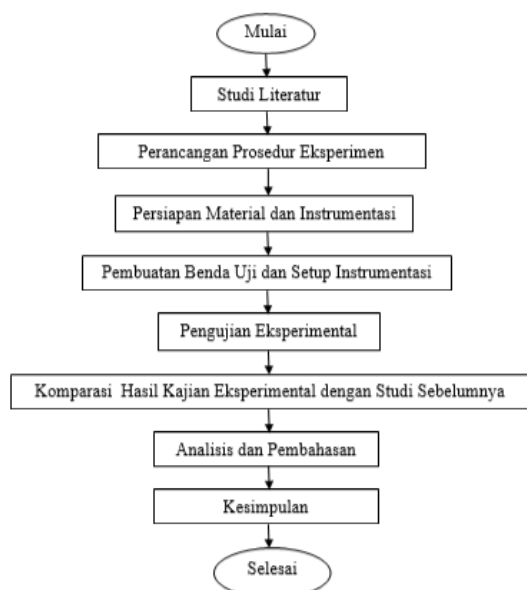 Mulai
Studi Literatur
Perancangan Prosedur Eksperimen
Persiapan Material dan Instrumentasi
Pembuatan Benda Uji dan Setup Instrumentasi
Pengujian Eksperimental
Komparasi Hasil Kajian Eksperimental dengan Studi Sebelumnya
Analisis dan Pembahasan
Kesimpulan
Selesai